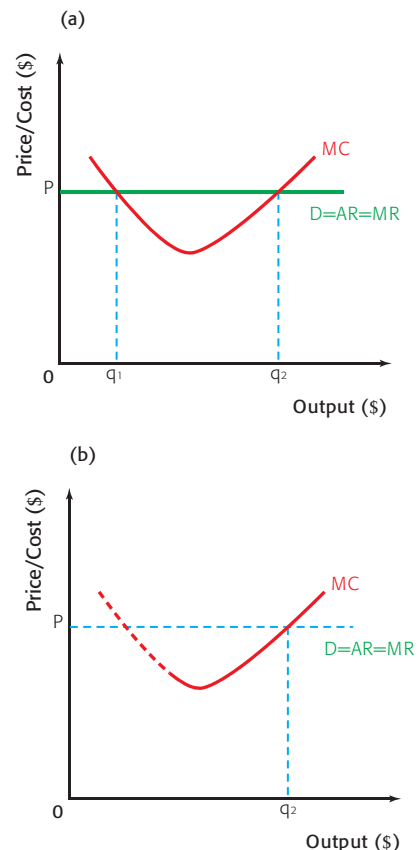 (a)
Price/Cost ($)
MC
P
D=AR=MR
0
q1
q2
Output ($)
(b)
Price/Cost ($)
MC
P
D=AR=MR
0
q2
Output ($)